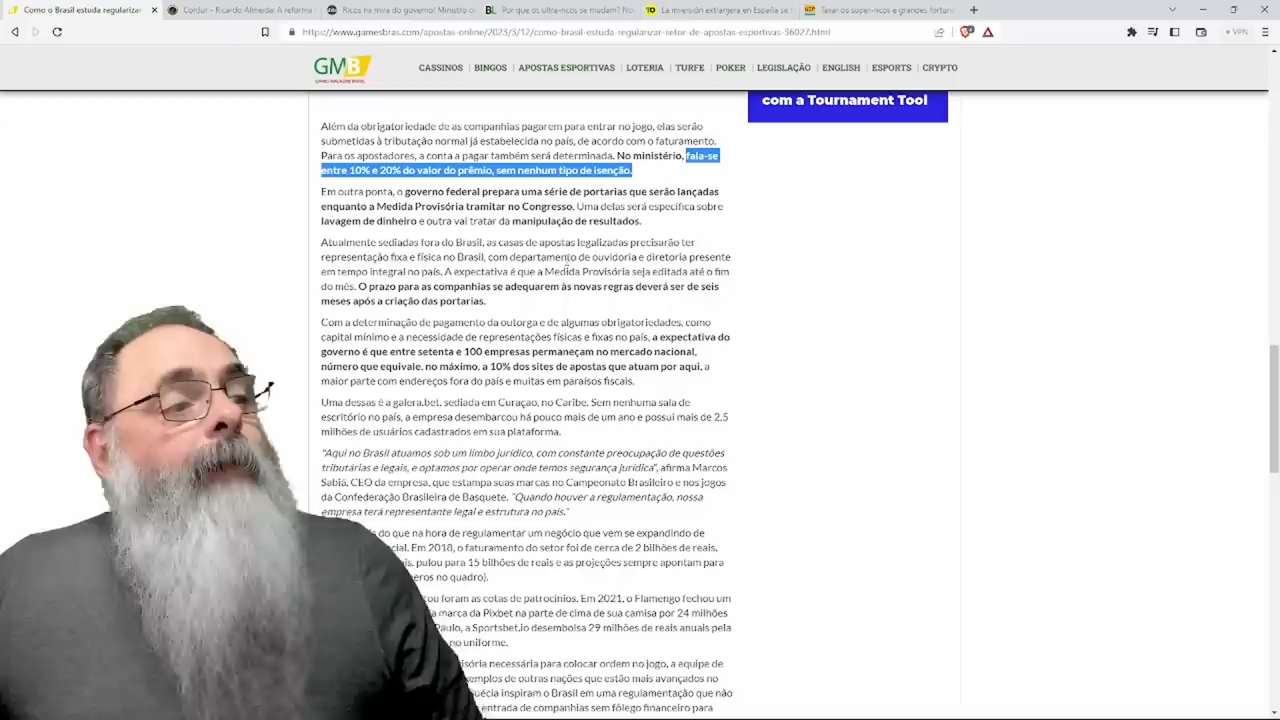 Como o Brasil estuda regularizar
Contur - Ricardo Almeida: A reforma
Ricos na mira do governo! Ministro
Por que os ultra-ricos se mudam? No
La inversión extranjera en España se
Taxar os super-ricos e grandes fortun
https://www.gamesbras.com/apostas-online/2023/3/12/como-brasil-estuda-regularizar-setor-de-apostas-esportivas-36027.html
VPN
GMB
GAMES MAGAZINE BRASIL
CASSINOS | BINGOS | APOSTAS ESPORTIVAS | LOTERIA | TURFE | POKER | LEGISLAÇÃO | ENGLISH | ESPORTS | CRYPTO
com a Tournament Tool
Além da obrigatoriedade de as companhias pagarem para entrar no jogo, elas serão
submetidas à tributação normal já estabelecida no país, de acordo com o faturamento.
Para os apostadores, a conta a pagar também será determinada. No ministério, fala-se
entre 10% e 20% do valor do prêmio, sem nenhum tipo de isenção.
Em outra ponta, o governo federal prepara uma série de portarias que serão lançadas
enquanto a Medida Provisória tramitar no Congresso. Uma delas será específica sobre
lavagem de dinheiro e outra vai tratar da manipulação de resultados.
Atualmente sediadas fora do Brasil, as casas de apostas legalizadas precisarão ter
representação fixa e física no Brasil, com departamento de ouvidoria e diretoria presente
em tempo integral no país. A expectativa é que a Medida Provisória seja editada até o fim
do mês. O prazo para as companhias se adequarem às novas regras deverá ser de seis
meses após a criação das portarias.
Com a determinação de pagamento da outorga e de algumas obrigatoriedades, como
capital mínimo e a necessidade de representações físicas e fixas no país, a expectativa do
governo é que entre setenta e 100 empresas permaneçam no mercado nacional,
número que equivale, no máximo, a 10% dos sites de apostas que atuam por aqui, a
maior parte com endereços fora do país e muitas em paraísos fiscais.
Uma dessas é a galera.bet, sediada em Curaçao, no Caribe. Sem nenhuma sala de
escritório no país, a empresa desembarcou há pouco mais de um ano e possui mais de 2,5
milhões de usuários cadastrados em sua plataforma.
"Aqui no Brasil atuamos sob um limbo jurídico, com constante preocupação de questões
tributárias e legais, e optamos por operar onde temos segurança jurídica", afirma Marcos
Sabiá, CEO da empresa, que estampa suas marcas no Campeonato Brasileiro e nos jogos
da Confederação Brasileira de Basquete. "Quando houver a regulamentação, nossa
empresa terá representante legal e estrutura no país."
do que na hora de regulamentar um negócio que vem se expandindo de
cial. Em 2018, o faturamento do setor foi de cerca de 2 bilhões de reais.
is, pulou para 15 bilhões de reais e as projeções sempre apontam para
eros no quadro).
tou foram as cotas de patrocínios. Em 2021, o Flamengo fechou um
a marca da Pixbet na parte de cima de sua camisa por 24 milhões
Paulo, a Sportsbet.io desembolsa 29 milhões de reais anuais pela
no uniforme.
isória necessária para colocar ordem no jogo, a equipe de
xemplos de outras nações que estão mais avançados no
uécia inspiram o Brasil em uma regulamentação que não
entrada de companhias sem fôlego financeiro para